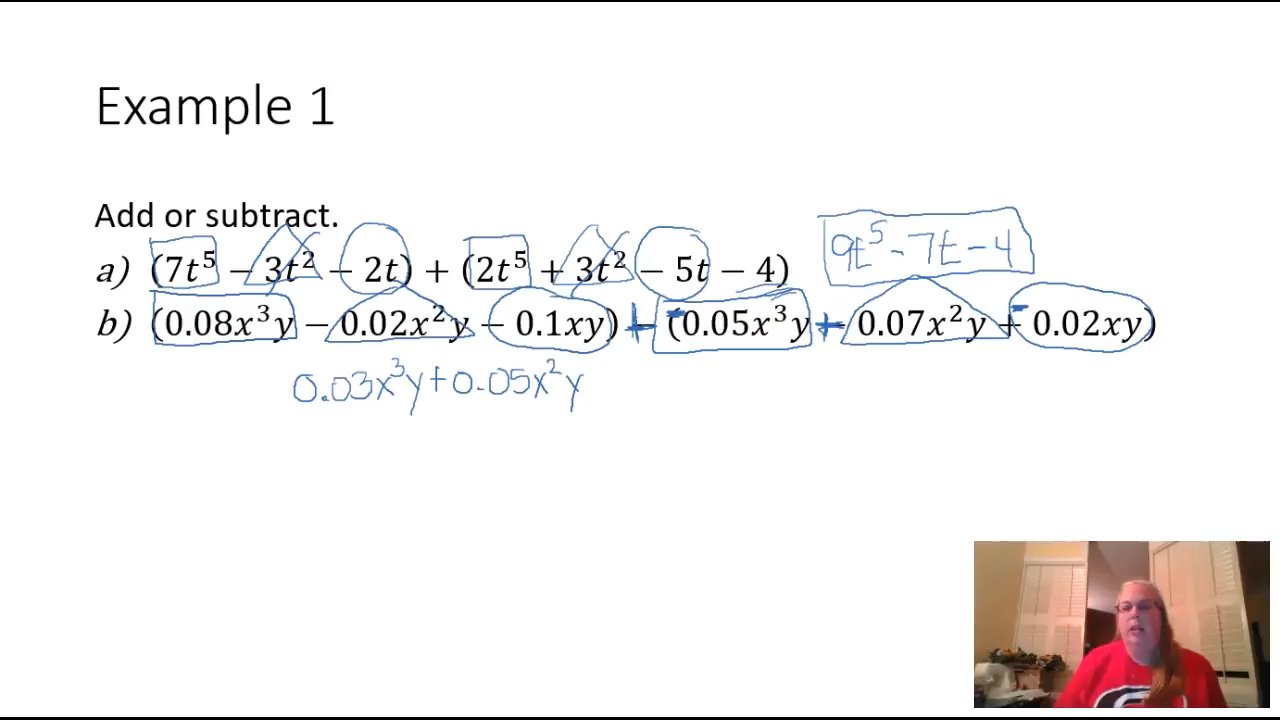 Example 1
Add or subtract.
a) (7t⁵ − 3t² − 2t) + (2t⁵ + 3t² − 5t − 4) 9t⁵ - 7t - 4
b) (0.08x³y − 0.02x²y − 0.1xy) + − (-0.05x³y + − 0.07x²y + - 0.02xy)
0.03x³y + 0.05x²y